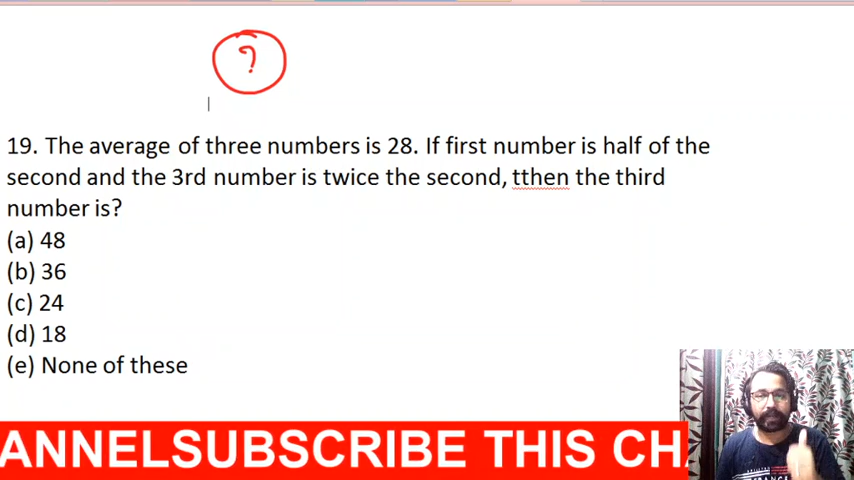 ?
19. The average of three numbers is 28. If first number is half of the
second and the 3rd number is twice the second, tthen the third
number is?
(a) 48
(b) 36
(c) 24
(d) 18
(e) None of these
ANNELSUBSCRIBE THIS CHA